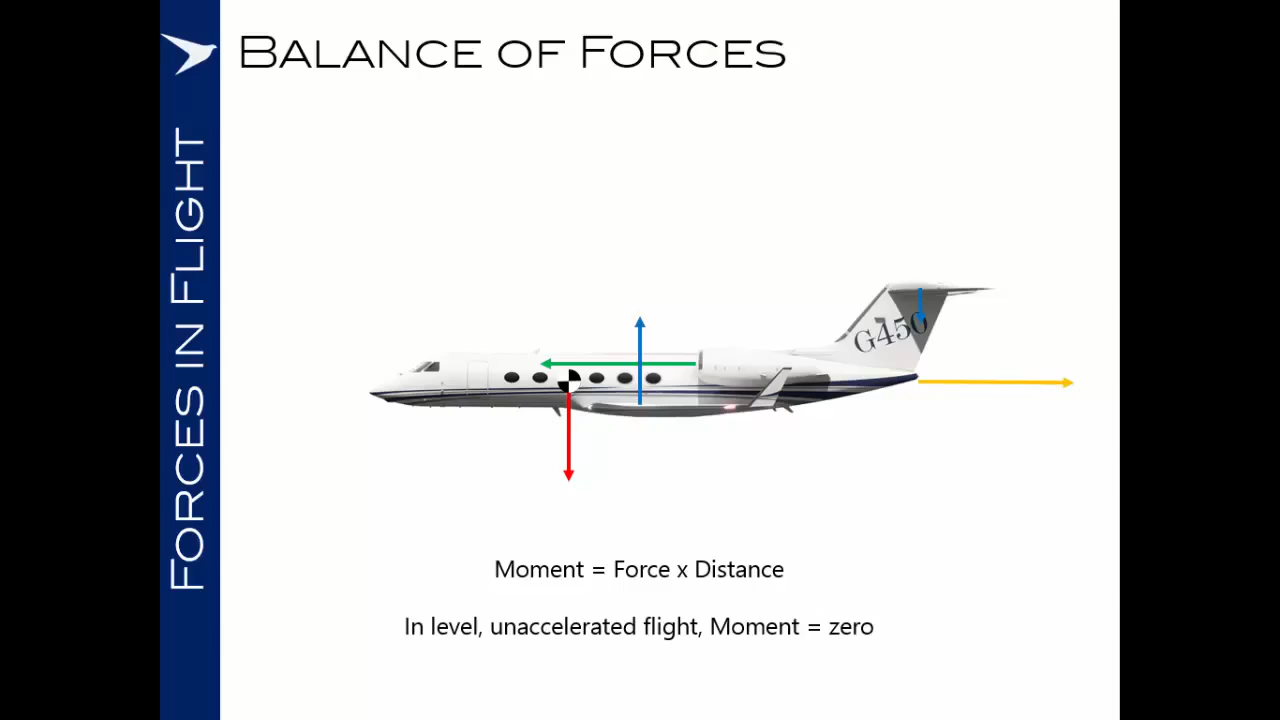 BALANCE OF FORCES
FORCES IN FLIGHT
G450
Moment = Force x Distance
In level, unaccelerated flight, Moment = zero